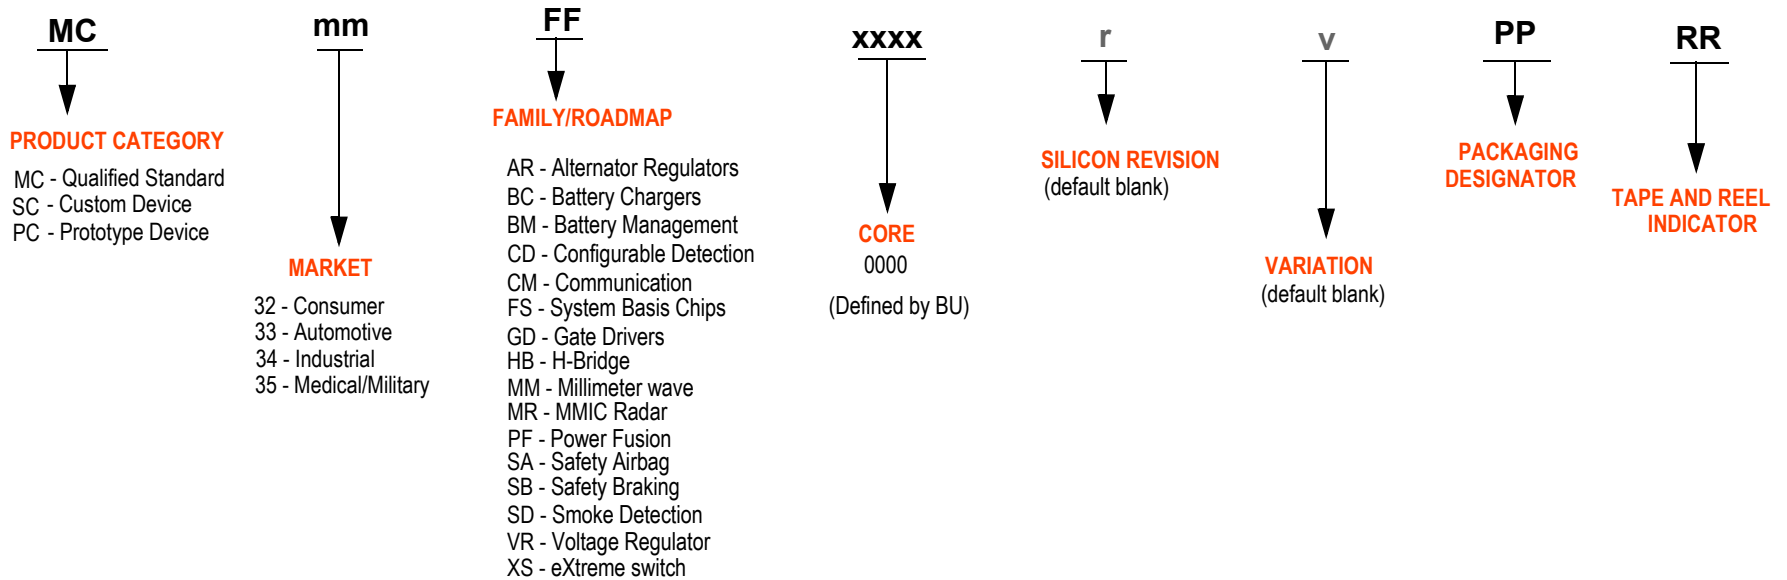 MC
PRODUCT CATEGORY
MC - Qualified Standard
SC - Custom Device
PC - Prototype Device
mm
MARKET
32 - Consumer
33 - Automotive
34 - Industrial
35 - Medical/Military
FF
FAMILY/ROADMAP
AR - Alternator Regulators
BC - Battery Chargers
BM - Battery Management
CD - Configurable Detection
CM - Communication
FS - System Basis Chips
GD - Gate Drivers
HB - H-Bridge
MM - Millimeter wave
MR - MMIC Radar
PF - Power Fusion
SA - Safety Airbag
SB - Safety Braking
SD - Smoke Detection
VR - Voltage Regulator
XS - eXtreme switch
xxxx
CORE
0000
(Defined by BU)
r
SILICON REVISION
(default blank)
v
VARIATION
(default blank)
PP
PACKAGING
DESIGNATOR
RR
TAPE AND REEL
INDICATOR